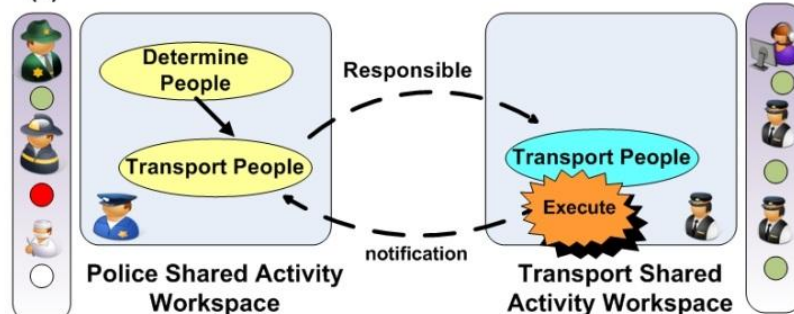 Determine
People
Transport People
Responsible
Transport People
Execute
notification
Police Shared Activity
Workspace
Transport Shared
Activity Workspace